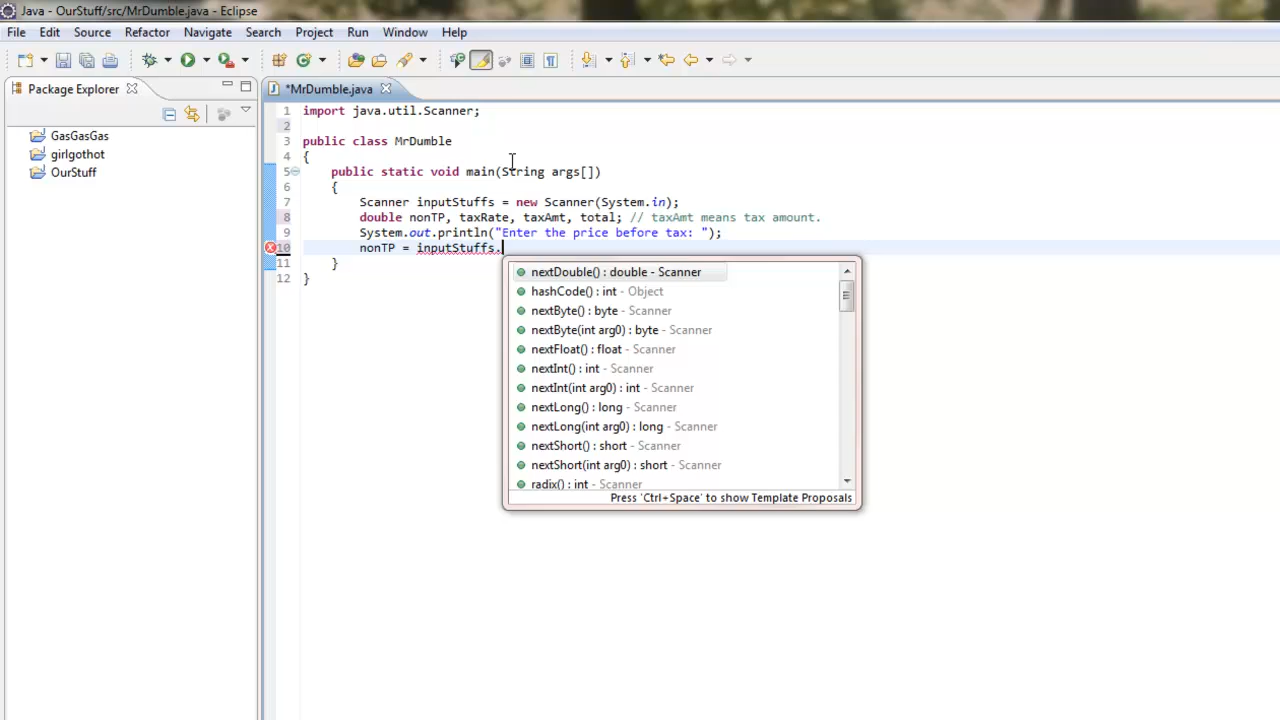 Java - OurStuff/src/MrDumble.java - Eclipse
File Edit Source Refactor Navigate Search Project Run Window Help
Package Explorer
GasGasGas
girlgothot
OurStuff
*MrDumble.java
1 import java.util.Scanner;
2
3 public class MrDumble
4 {
5 public static void main(String args[])
6 {
7 Scanner inputStuffs = new Scanner(System.in);
8 double nonTP, taxRate, taxAmt, total; // taxAmt means tax amount.
9 System.out.println("Enter the price before tax: ");
10 nonTP = inputStuffs.
11 }
12 }
nextDouble() : double - Scanner
hashCode() : int - Object
nextByte() : byte - Scanner
nextByte(int arg0) : byte - Scanner
nextFloat() : float - Scanner
nextInt() : int - Scanner
nextInt(int arg0) : int - Scanner
nextLong() : long - Scanner
nextLong(int arg0) : long - Scanner
nextShort() : short - Scanner
nextShort(int arg0) : short - Scanner
radix() : int - Scanner
Press 'Ctrl+Space' to show Template Proposals